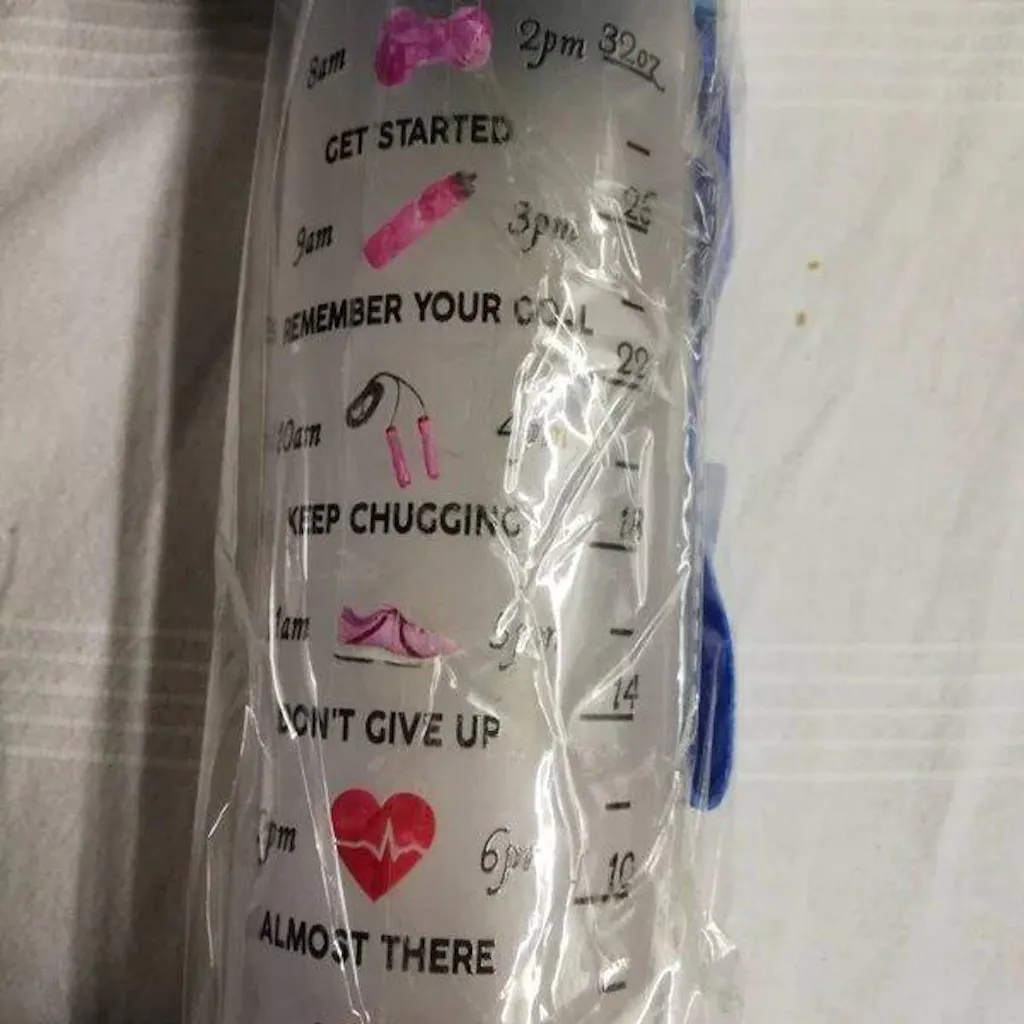 8am 2pm 32oz
GET STARTED
9am 3pm 26
REMEMBER YOUR GOAL
22
10am
KEEP CHUGGING
18
14
DON'T GIVE UP
6pm 10
ALMOST THERE